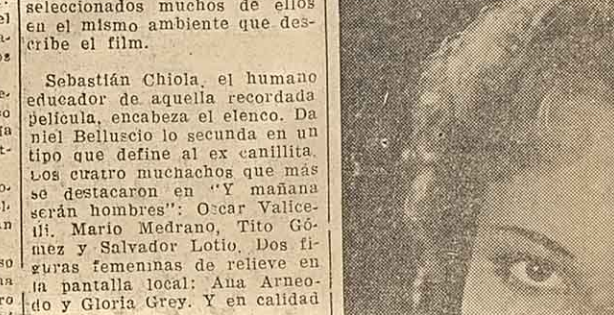 seleccionados muchos de ellos
en el mismo ambiente que des-
cribe el film.
Sebastián Chiola, el humano
educador de aquella recordada
película, encabeza el elenco. Da
niel Belluscio lo secunda en un
tipo que define al ex canillita.
Los cuatro muchachos que más
se destacaron en "Y mañana
serán hombres": Oscar Valice-
lli, Mario Medrano, Tito Gó-
mez y Salvador Lotio. Dos fi-
guras femeninas de relieve en
la pantalla local: Ana Arneo-
do y Gloria Grey. Y en calidad